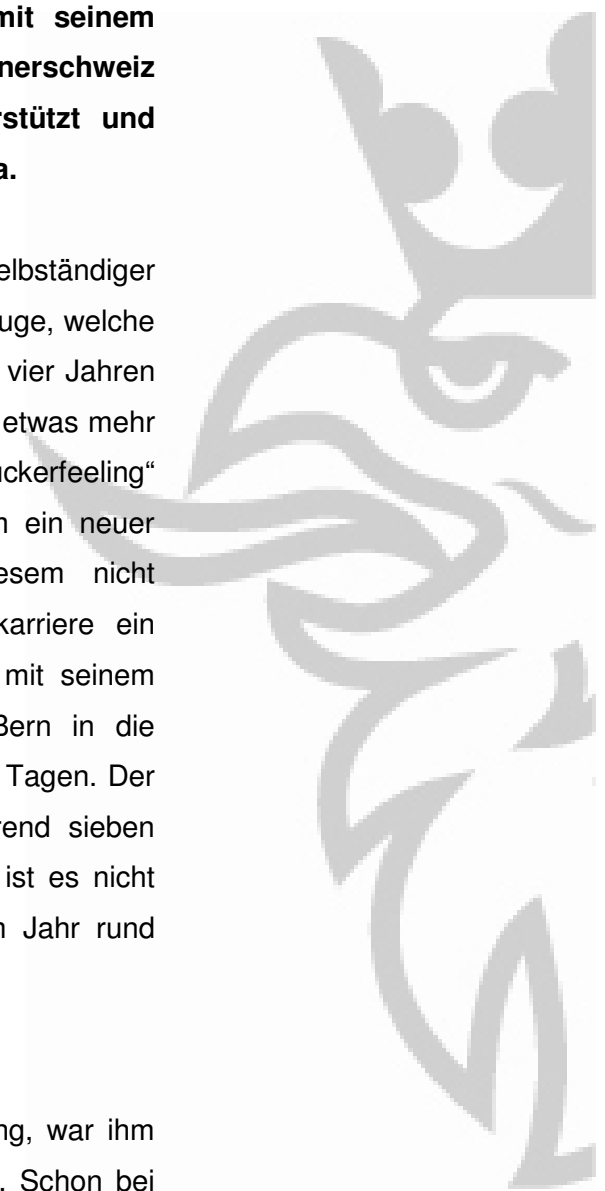 mit seinem
nerschweiz
rstützt und
a.
elbständiger
uge, welche
vier Jahren
etwas mehr
uckerfeeling“
n ein neuer
esem nicht
karriere ein
mit seinem
Bern in die
Tagen. Der
rend sieben
ist es nicht
n Jahr rund
ng, war ihm
. Schon bei